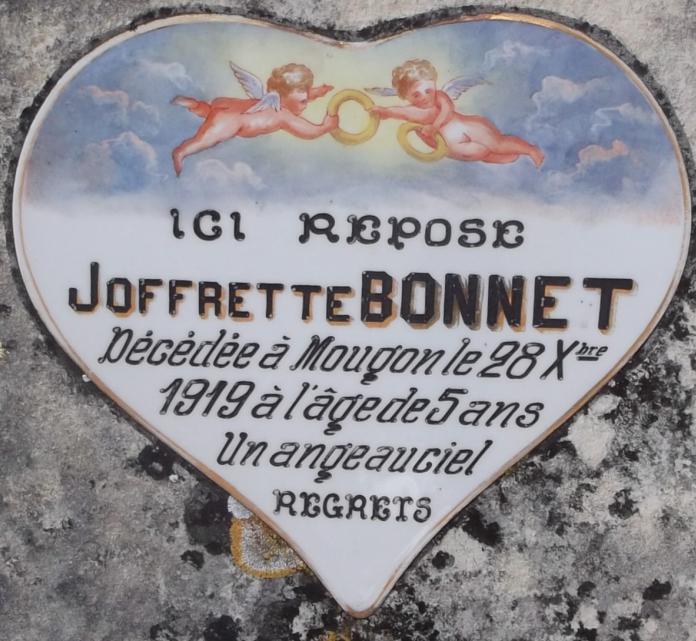 ICI REPOSE
JOFFRETTE BONNET
Décédée à Mougon le 28 Xbre
1919 à l'âge de 5 ans
Un ange au ciel
REGRETS